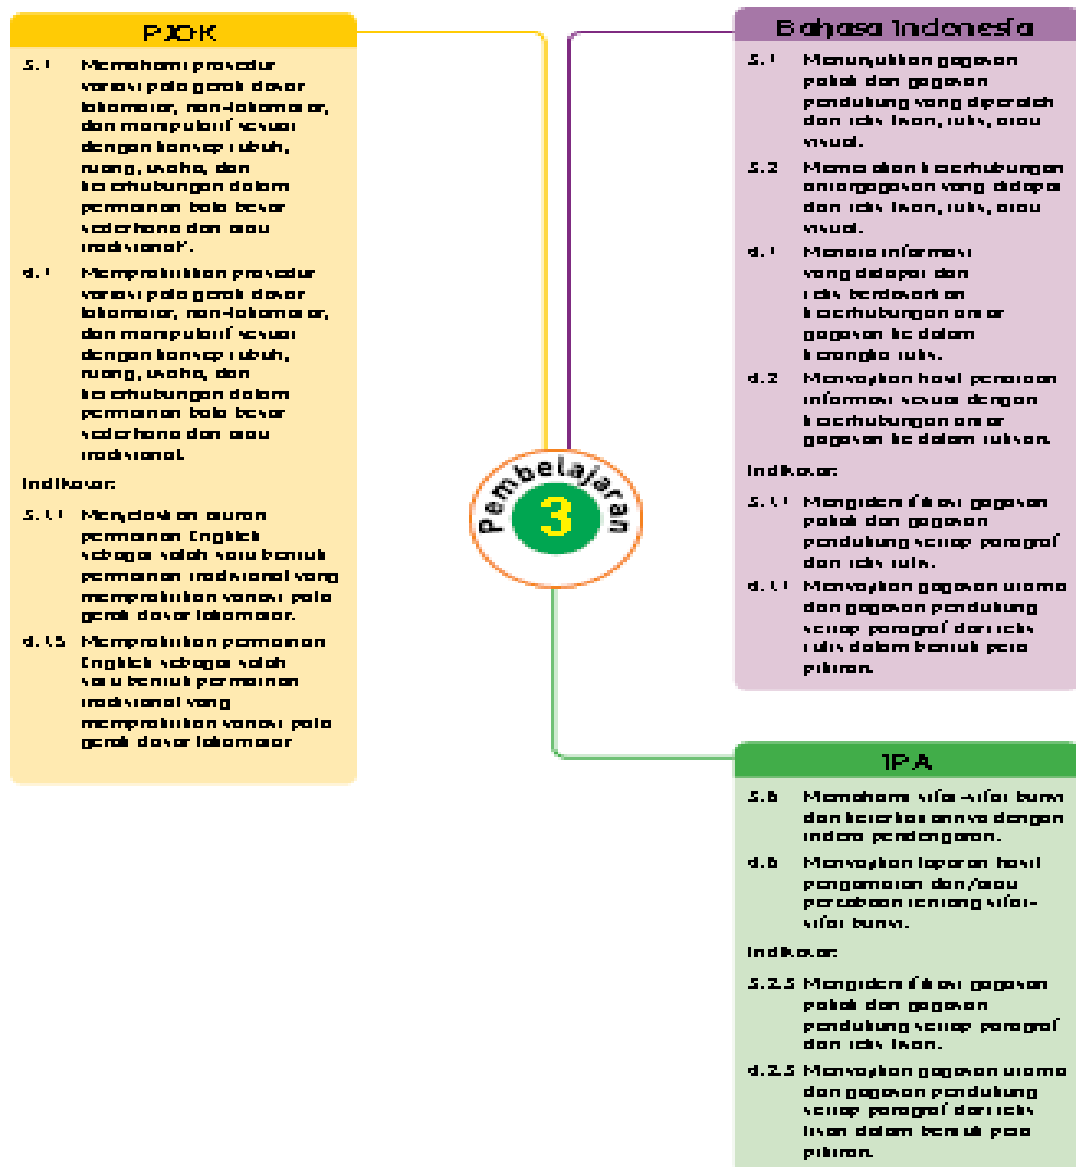 PJOK
3.1 Memahami prosedur
variasi pola gerak dasar
lokomotor, non-lokomotor,
dan manipulatif sesuai
dengan konsep tubuh,
ruang, usaha, dan
keterhubungan dalam
permainan bola besar
sederhana dan atau
tradisional*.
4.1 Mempraktikkan prosedur
variasi pola gerak dasar
lokomotor, non-lokomotor,
dan manipulatif sesuai
dengan konsep tubuh,
ruang, usaha, dan
keterhubungan dalam
permainan bola besar
sederhana dan atau
tradisional.
Indikator:
3.1.1 Menjelaskan aturan
permainan Engklek
sebagai salah satu bentuk
permainan tradisional yang
mempraktikan variasi pola
gerak dasar lokomotor.
4.1.3 Mempraktikan permainan
Engklek sebagai salah
satu bentuk permainan
tradisional yang
mempraktikan variasi pola
gerak dasar lokomotor
Bahasa Indonesia
3.1 Menunjukkan gagasan
pokok dan gagasan
pendukung yang diperoleh
dari teks lisan, tulis, atau
visual.
3.2 Memetakan keterhubungan
antargagasan yang didapat
dari teks lisan, tulis, atau
visual.
4.1 Menata informasi
yang didapat dari
teks berdasarkan
keterhubungan antar
gagasan ke dalam
kerangka tulis.
4.2 Menyajikan hasil penataan
informasi sesuai dengan
keterhubungan antar
gagasan ke dalam tulisan.
Indikator:
3.1.1 Mengidentifikasi gagasan
pokok dan gagasan
pendukung setiap paragraf
dari teks tulis.
4.1.1 Menyajikan gagasan utama
dan gagasan pendukung
setiap paragraf dari teks
tulis dalam bentuk peta
pikiran.
Pembelajaran
3
IPA
3.6 Memahami sifat-sifat bunyi
dan keterkaitannya dengan
indera pendengaran.
4.6 Menyajikan laporan hasil
pengamatan dan/atau
percobaan tentang sifat-
sifat bunyi.
Indikator:
3.2.3 Mengidentifikasi gagasan
pokok dan gagasan
pendukung setiap paragraf
dari teks lisan.
4.2.3 Menyajikan gagasan utama
dan gagasan pendukung
setiap paragraf dari teks
lisan dalam bentuk peta
pikiran.